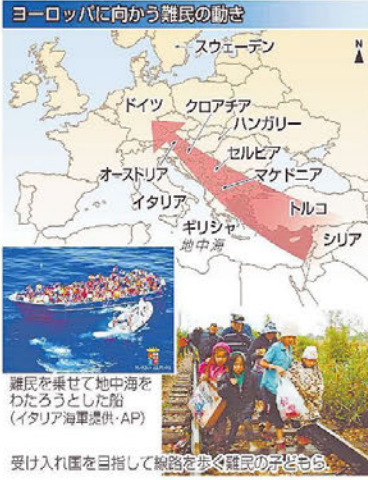 ヨーロッパに向かう難民の動き
スウェーデン
N
ドイツ
クロアチア
ハンガリー
セルビア
オーストリア
マケドニア
イタリア
トルコ
ギリシャ
地中海
シリア
難民を乗せて地中海を
わたろうとした船
(イタリア海軍提供・AP)
受け入れ国を目指して線路を歩く難民の子どもら